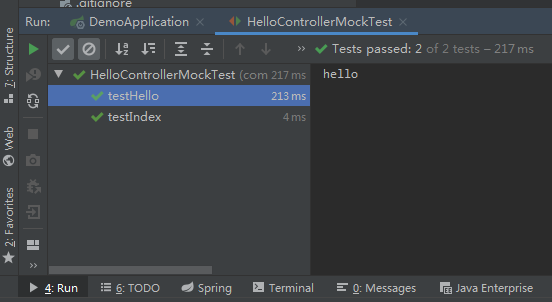 .gitignore
Run: DemoApplication × HelloControllerMockTest ×
7: Structure
>> Tests passed: 2 of 2 tests – 217 ms
HelloControllerMockTest (com 217 ms
hello
testHello 213 ms
testIndex 4 ms
Web
2: Favorites
>>
4: Run 6: TODO Spring Terminal 0: Messages Java Enterprise